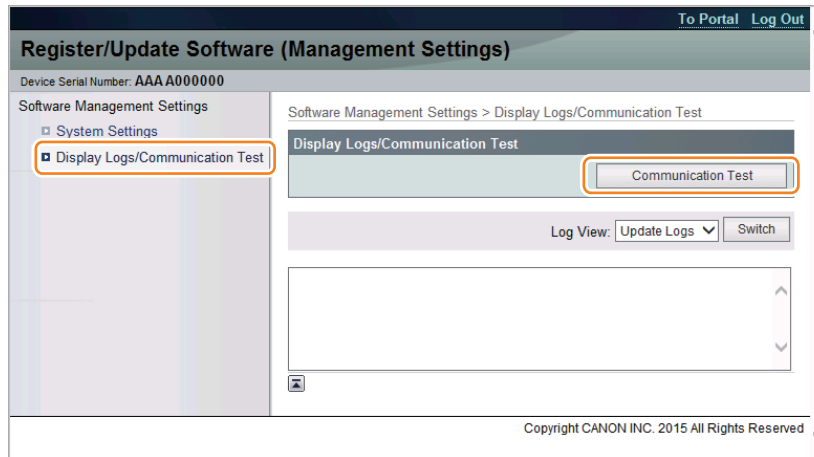 To Portal Log Out
Register/Update Software (Management Settings)
Device Serial Number: AAAA000000
Software Management Settings
System Settings
Display Logs/Communication Test
Software Management Settings > Display Logs/Communication Test
Display Logs/Communication Test
Communication Test
Log View: Update Logs Switch
Copyright CANON INC. 2015 All Rights Reserved